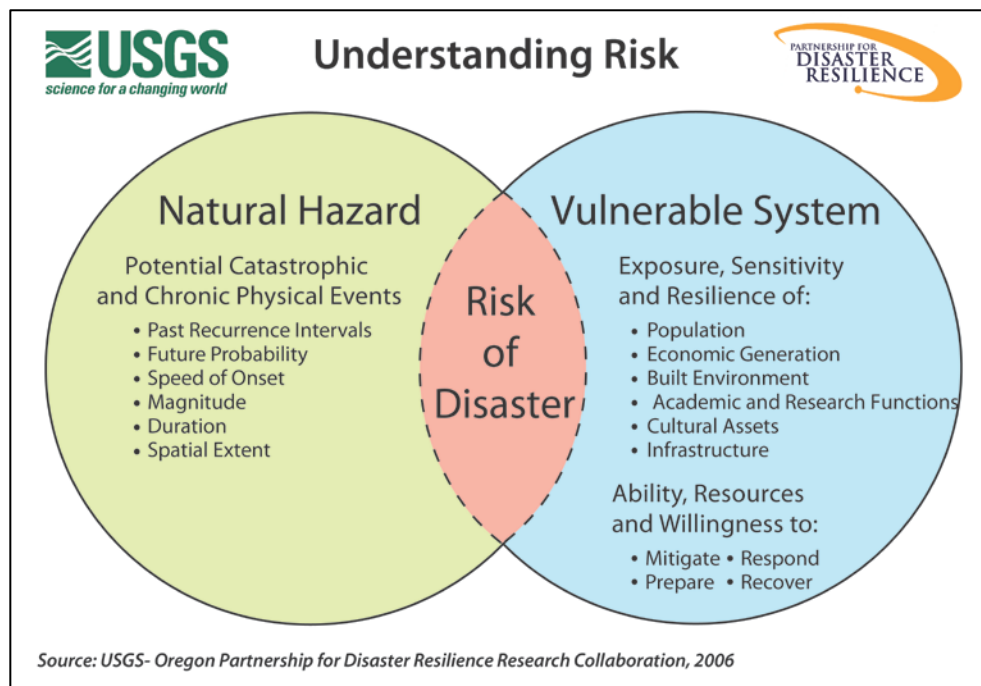 USGS
science for a changing world
Understanding Risk
PARTNERSHIP FOR
DISASTER
RESILIENCE
Natural Hazard
Potential Catastrophic
and Chronic Physical Events
• Past Recurrence Intervals
• Future Probability
• Speed of Onset
• Magnitude
• Duration
• Spatial Extent
Risk
of
Disaster
Vulnerable System
Exposure, Sensitivity
and Resilience of:
• Population
• Economic Generation
• Built Environment
• Academic and Research Functions
• Cultural Assets
• Infrastructure
Ability, Resources
and Willingness to:
• Mitigate • Respond
• Prepare • Recover
Source: USGS- Oregon Partnership for Disaster Resilience Research Collaboration, 2006